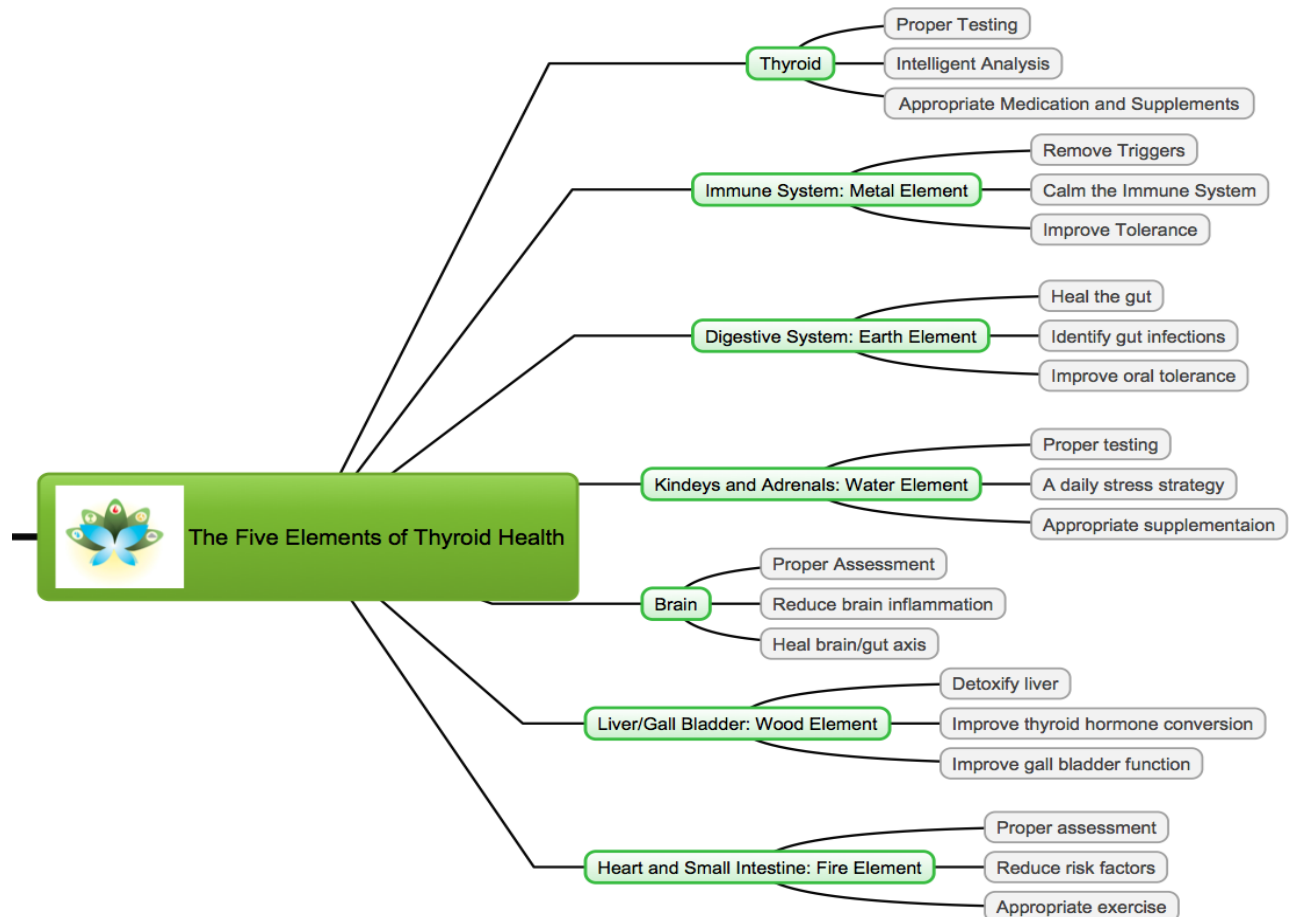 Proper Testing
Thyroid
Intelligent Analysis
Appropriate Medication and Supplements
Remove Triggers
Immune System: Metal Element
Calm the Immune System
Improve Tolerance
Heal the gut
Digestive System: Earth Element
Identify gut infections
Improve oral tolerance
Proper testing
Kindeys and Adrenals: Water Element
A daily stress strategy
Appropriate supplementaion
The Five Elements of Thyroid Health
Proper Assessment
Brain
Reduce brain inflammation
Heal brain/gut axis
Detoxify liver
Liver/Gall Bladder: Wood Element
Improve thyroid hormone conversion
Improve gall bladder function
Proper assessment
Heart and Small Intestine: Fire Element
Reduce risk factors
Appropriate exercise